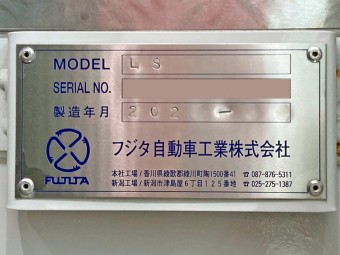 MODEL L S
SERIAL NO.
製造年月 2 0 2 -
FUJITA
フジタ自動車工業株式会社
本社工場/香川県綾歌郡綾川町陶1500番41 ☎ 087-876-5311
新潟工場/新潟市津島屋6丁目125番地 ☎ 025-275-1387